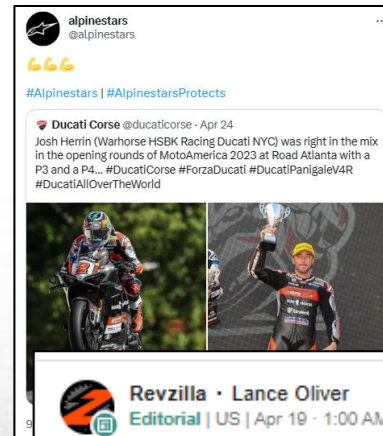 alpinestars
@alpinestars
💪💪💪
#Alpinestars | #AlpinestarsProtects
Ducati Corse @ducaticorse · Apr 24
Josh Herrin (Warhorse HSBK Racing Ducati NYC) was right in the mix
in the opening rounds of MotoAmerica 2023 at Road Atlanta with a
P3 and a P4... #DucatiCorse #ForzaDucati #DucatiPanigaleV4R
#DucatiAllOverTheWorld
9
Revzilla · Lance Oliver
Editorial | US | Apr 19 · 1:00 AM